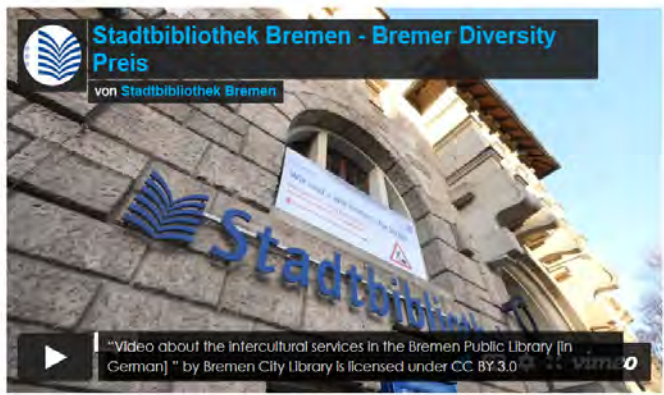 Stadtbibliothek Bremen - Bremer Diversity
Preis
von Stadtbibliothek Bremen
Stadtbiblioth
"Video about the intercultural services in the Bremen Public Library [in
German] " by Bremen City Library is licensed under CC BY 3.0
vimeo